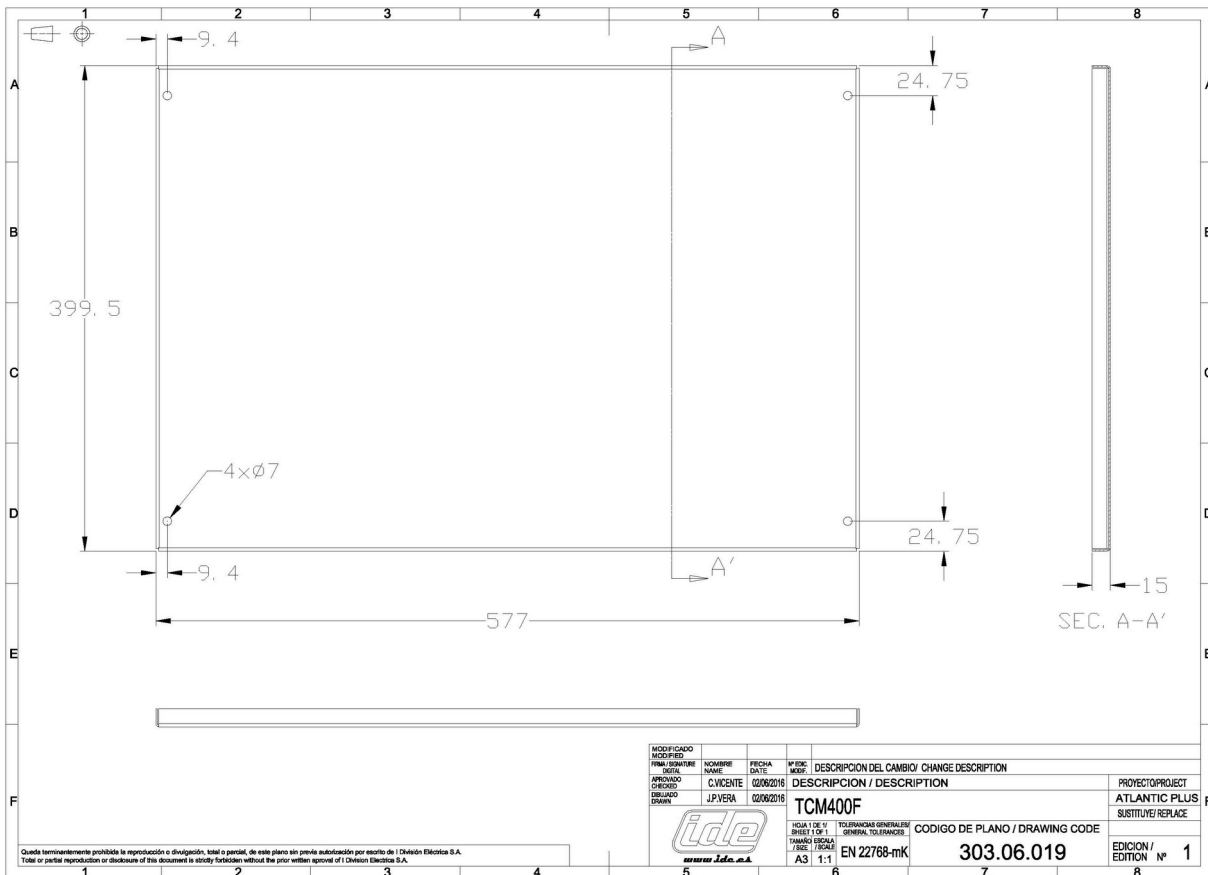 1 2 3 4 5 6 7 8
A A
B B
C C
D D
E E
F F
9, 4
A
24, 75
399, 5
4xø7
24, 75
9, 4
A'
577
15
SEC, A-A'
MODIFICADO
MODIFIED
FIRMA / SIGNATURE
DIGITAL
NOMBRE
NAME
FECHA
DATE
Nº EDIC.
MODIF.
DESCRIPCION DEL CAMBIO/ CHANGE DESCRIPTION
APROVADO
CHECKED
C.VICENTE
02/06/2016
DESCRIPCION / DESCRIPTION
PROYECTO/PROJECT
DIBUJADO
DRAWN
J.P.VERA
02/06/2016
TCM400F
ATLANTIC PLUS
SUSTITUYE/ REPLACE
ide
www.ide.es
HOJA 1 DE 1/
SHEET 1 OF 1
TOLERANCIAS GENERALES/
GENERAL TOLERANCES
CODIGO DE PLANO / DRAWING CODE
TAMAÑO
/ SIZE
ESCALA
/ SCALE
A3
1:1
EN 22768-mK
303.06.019
EDICION /
EDITION Nº 1
Queda terminantemente prohibida la reproducción o divulgación, total o parcial, de este plano sin previa autorización por escrito de I División Eléctrica S.A.
Total or partial reproduction or disclosure of this document is strictly forbidden without the prior written aproval of I Division Electrica S.A.
1 2 3 4 5 6 7 8